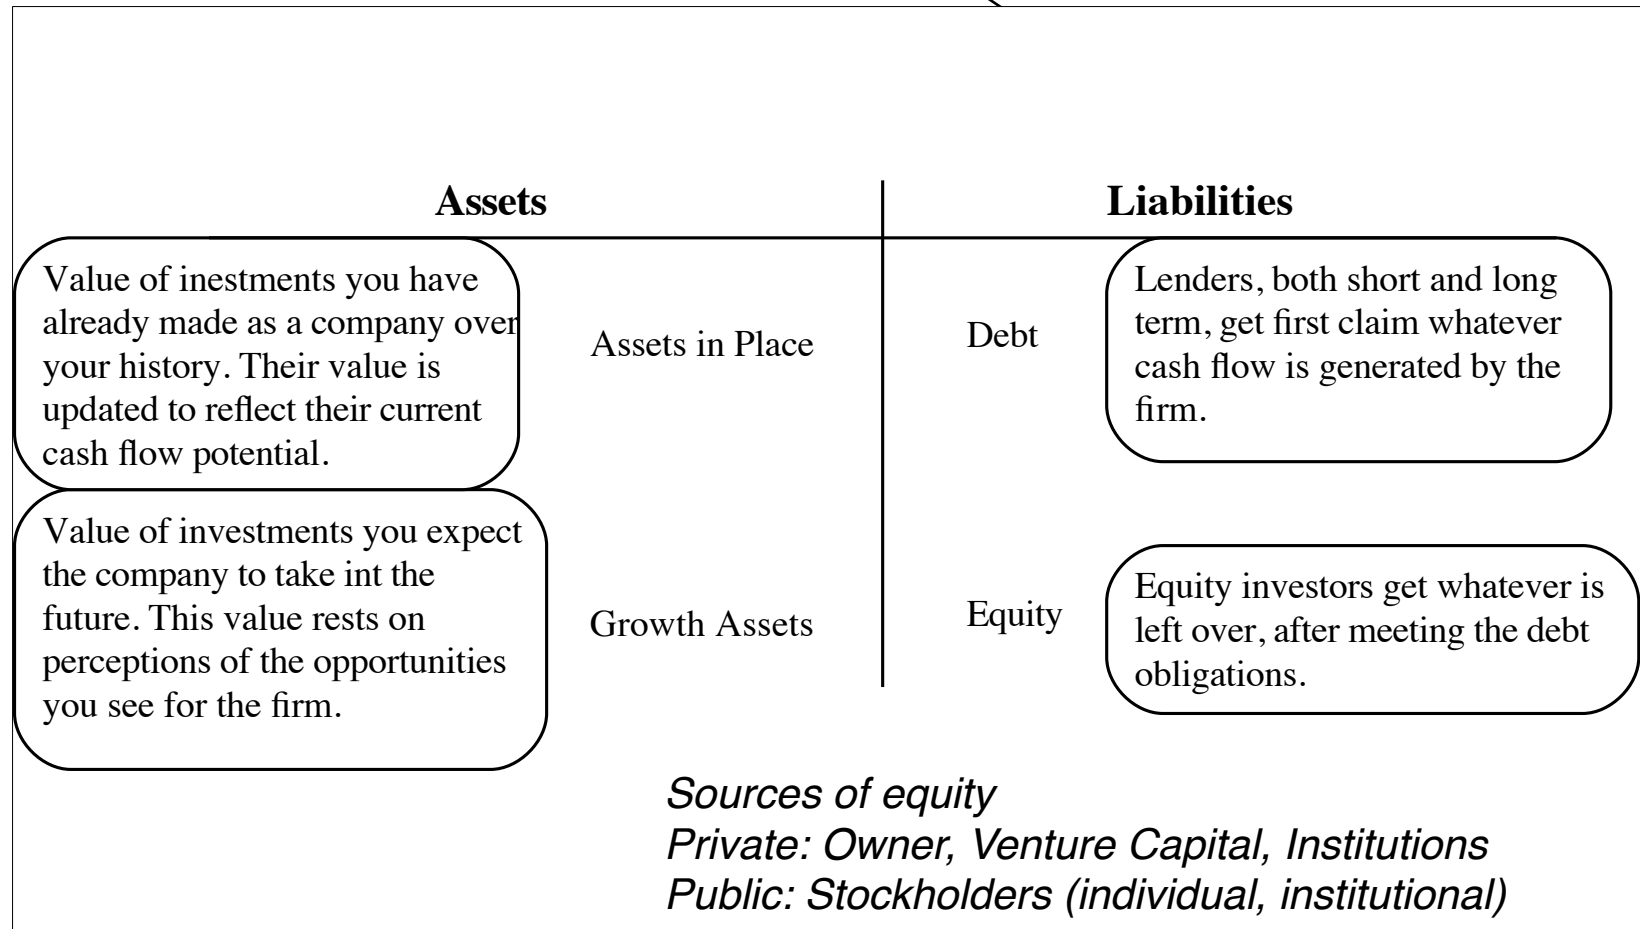 Assets
Liabilities
Value of inestments you have
already made as a company over
your history. Their value is
updated to reflect their current
cash flow potential.
Assets in Place
Debt
Lenders, both short and long
term, get first claim whatever
cash flow is generated by the
firm.
Value of investments you expect
the company to take int the
future. This value rests on
perceptions of the opportunities
you see for the firm.
Growth Assets
Equity
Equity investors get whatever is
left over, after meeting the debt
obligations.
Sources of equity
Private: Owner, Venture Capital, Institutions
Public: Stockholders (individual, institutional)